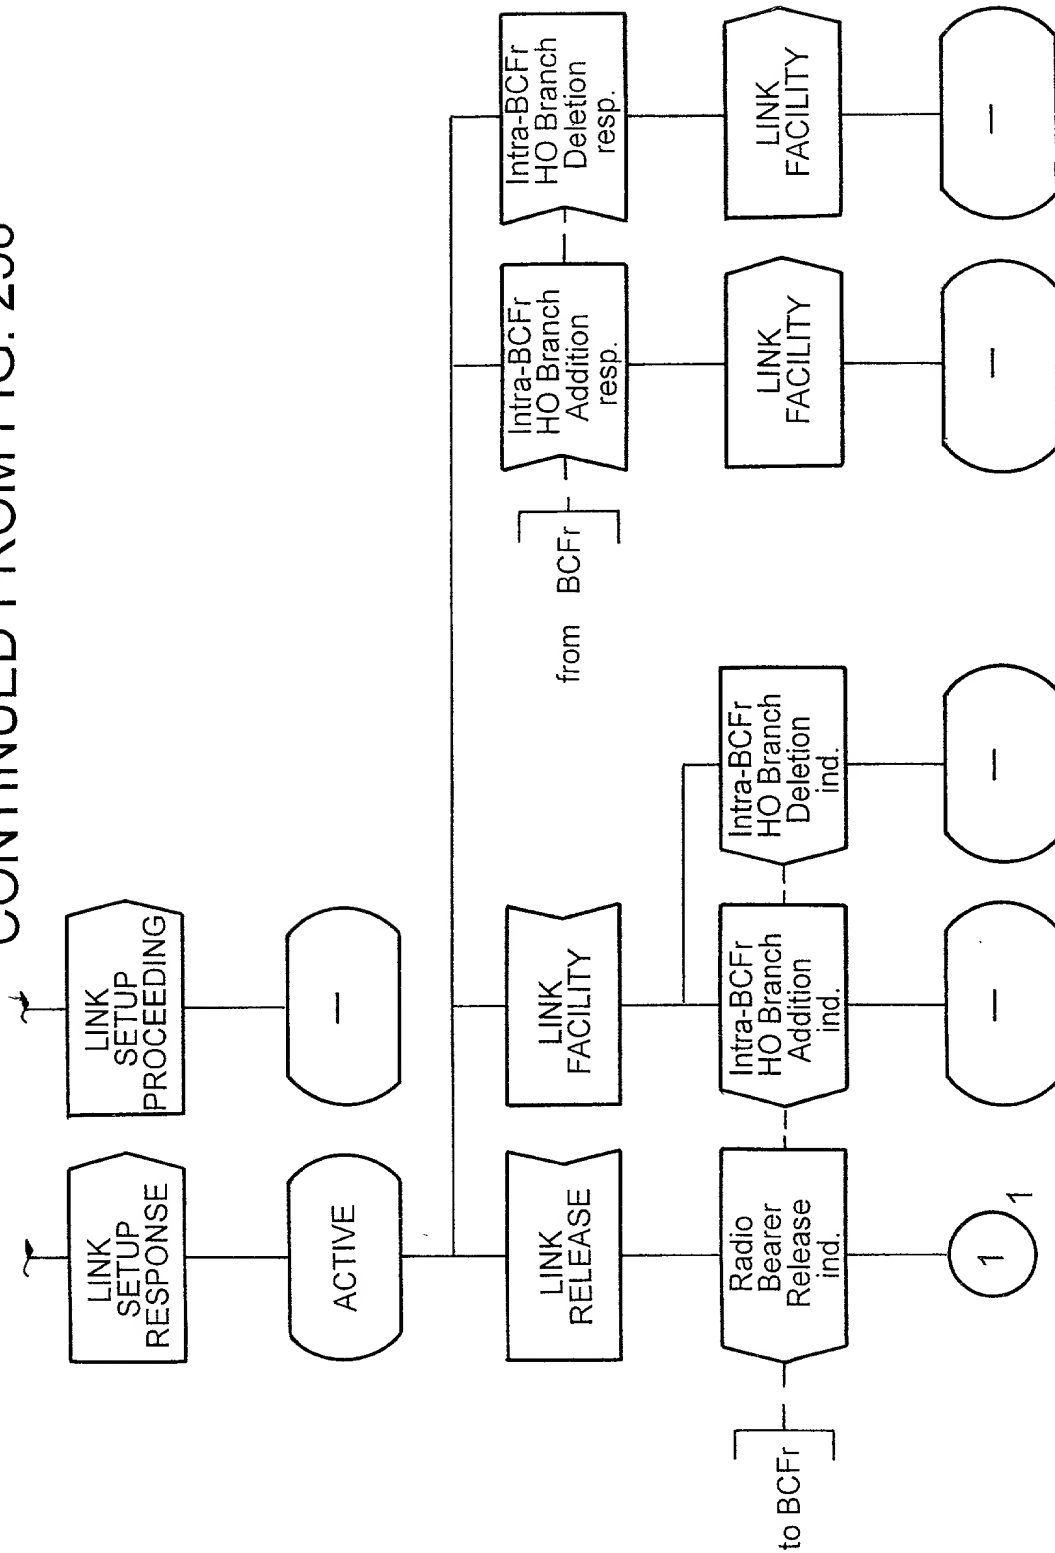 CONTINUED FROM FIG.
LINK
SETUP
RESPONSE
LINK
SETUP
PROCEEDING
ACTIVE
—
LINK
RELEASE
LINK
FACILITY
from BCFr
Intra-BCFr
HO Branch
Addition
resp.
Intra-BCFr
HO Branch
Deletion
resp.
to BCFr
Radio
Bearer
Release
ind.
Intra-BCFr
HO Branch
Addition
ind.
Intra-BCFr
HO Branch
Deletion
ind.
LINK
FACILITY
LINK
FACILITY
1
1
—
—
—
—